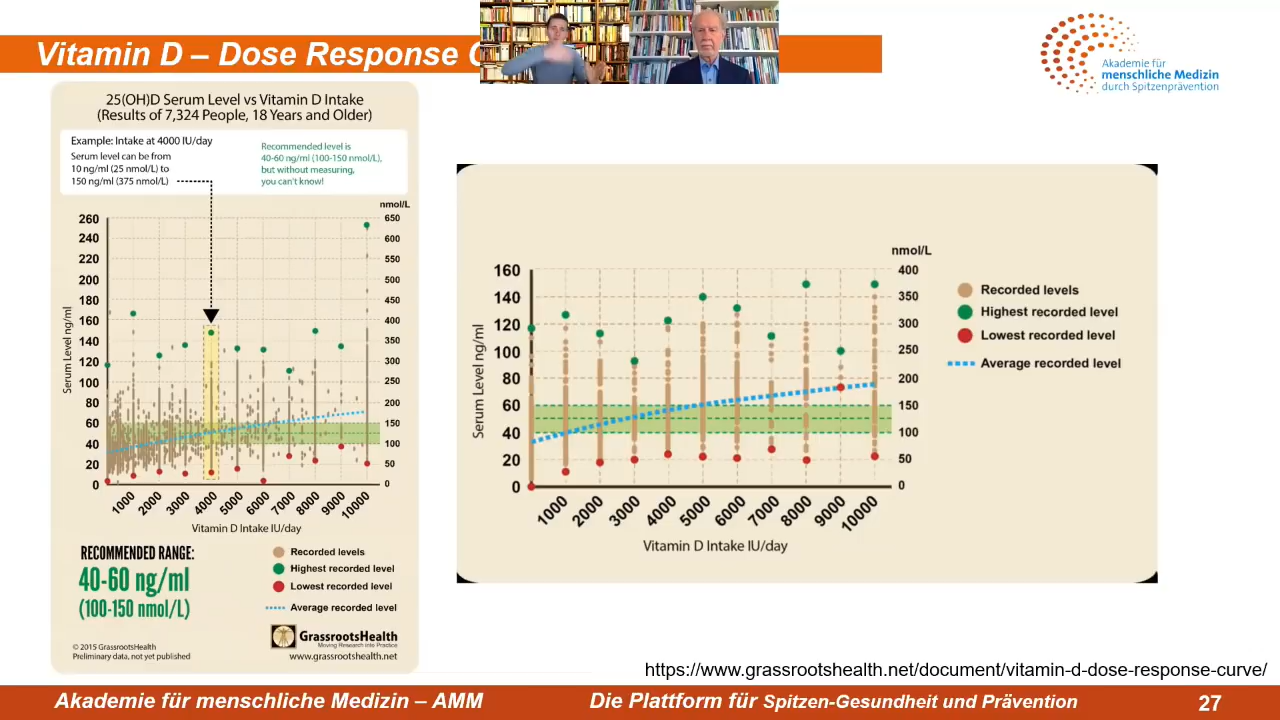 Vitamin D – Dose Response
Akademie für
menschliche Medizin
durch Spitzenprävention
25(OH)D Serum Level vs Vitamin D Intake
(Results of 7,324 People, 18 Years and Older)
Example: Intake at 4000 IU/day
Serum level can be from
10 ng/ml (25 nmol/L) to
150 ng/ml (375 nmol/L)
Recommended level is
40-60 ng/ml (100-150 nmol/L),
but without measuring,
you can't know!
nmol/L
260 650
240 600
220 550
200 500
180 450
160 400
140 350
120 300
100 250
80 200
60 150
40 100
20 50
0 0
Serum Level ng/ml
1000 2000 3000 4000 5000 6000 7000 8000 9000 10000
Vitamin D Intake IU/day
RECOMMENDED RANGE:
40-60 ng/ml
(100-150 nmol/L)
Recorded levels
Highest recorded level
Lowest recorded level
Average recorded level
GrassrootsHealth
Moving Research into Practice
www.grassrootshealth.net
© 2015 GrassrootsHealth
Preliminary data, not yet published
nmol/L
160 400
140 350
120 300
100 250
80 200
60 150
40 100
20 50
0 0
Serum Level ng/ml
1000 2000 3000 4000 5000 6000 7000 8000 9000 10000
Vitamin D Intake IU/day
Recorded levels
Highest recorded level
Lowest recorded level
Average recorded level
https://www.grassrootshealth.net/document/vitamin-d-dose-response-curve/
Akademie für menschliche Medizin – AMM
Die Plattform für Spitzen-Gesundheit und Prävention
27